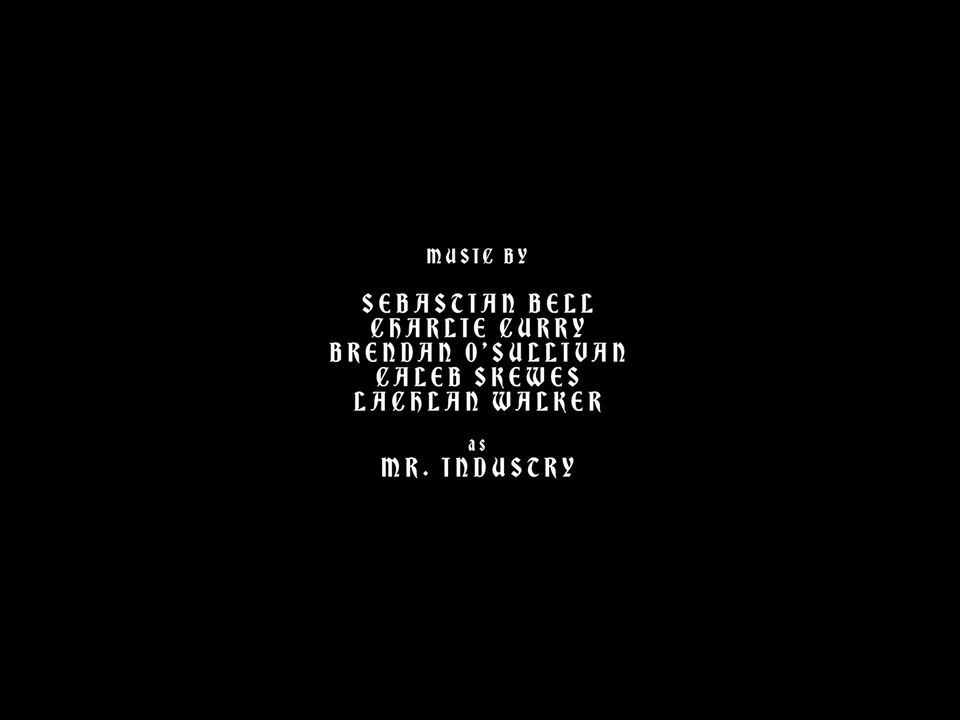 MUSIC BY
SEBASTIAN BELL
CHARLIE CURRY
BRENDAN O'SULLIVAN
CALEB SKEWES
LACHLAN WALKER
as
MR. INDUSTRY